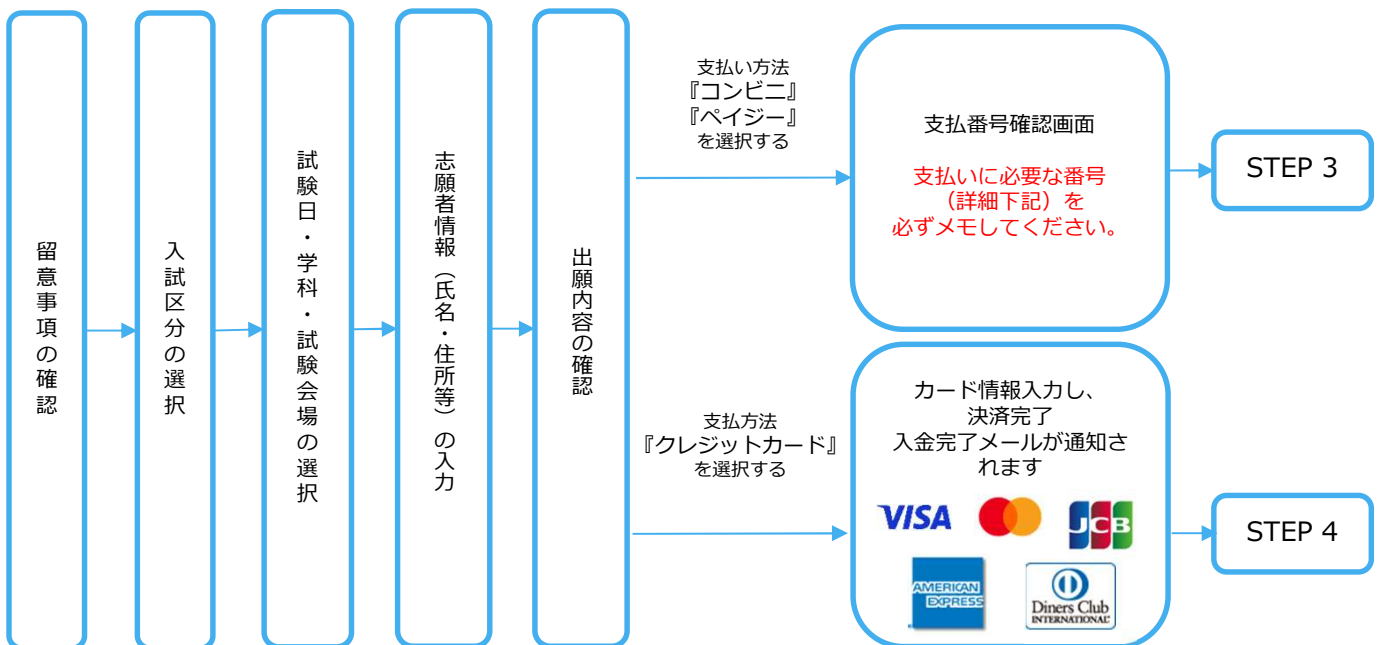 留意事項の確認
入試区分の選択
試験日・学科・試験会場の選択
志願者情報（氏名・住所等）の入力
出願内容の確認
支払い方法
『コンビニ』
『ペイジー』
を選択する
支払番号確認画面
支払いに必要な番号
（詳細下記）を
必ずメモしてください。
STEP 3
支払方法
『クレジットカード』
を選択する
カード情報入力し、
決済完了
入金完了メールが通知さ
れます
VISA
JCB
AMERICAN
EXPRESS
Diners Club
INTERNATIONAL
STEP 4